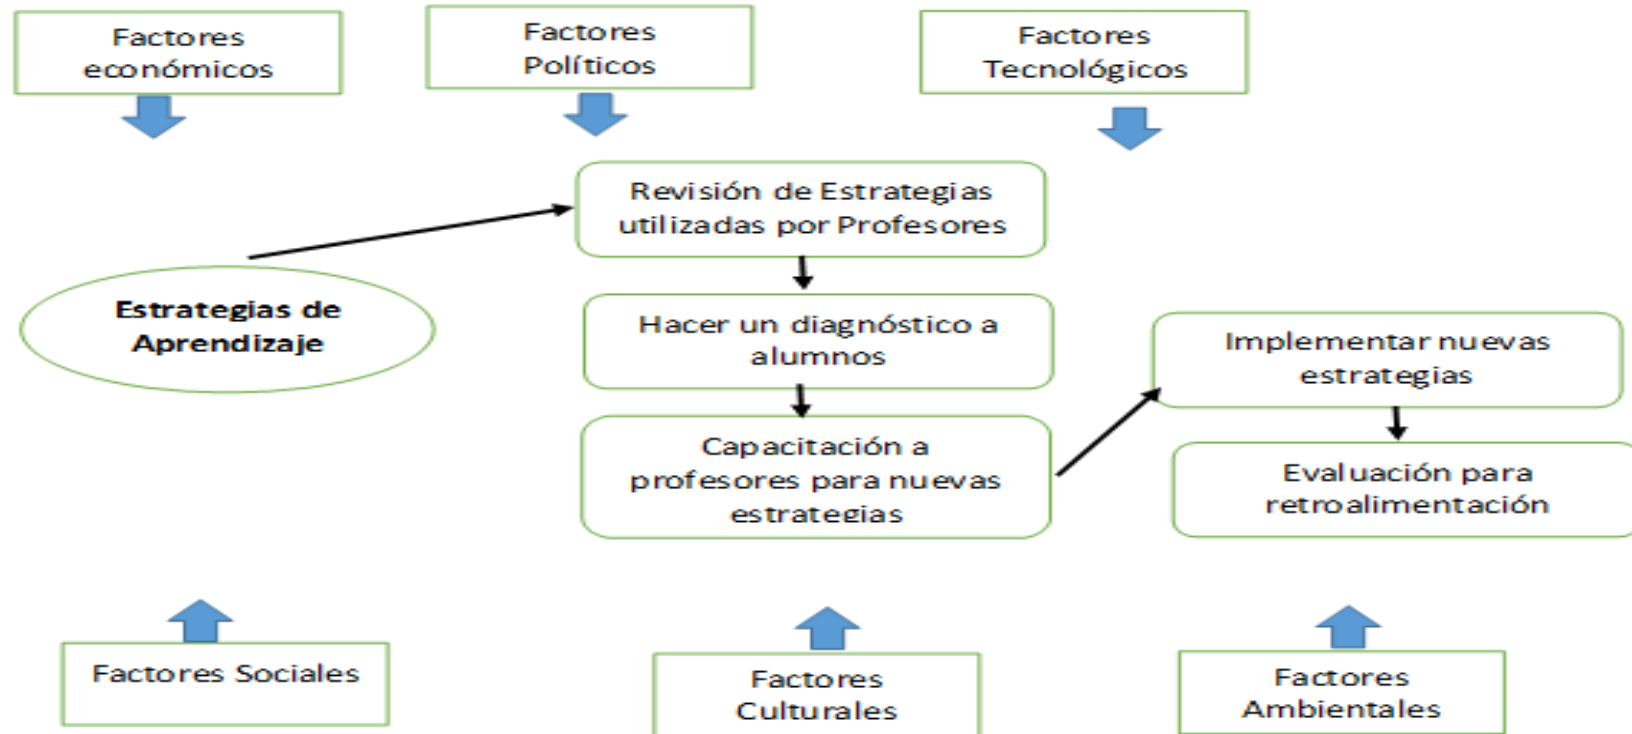 Factores
económicos
Factores
Políticos
Factores
Tecnológicos
Revisión de Estrategias
utilizadas por Profesores
Estrategias de
Aprendizaje
Hacer un diagnóstico a
alumnos
Capacitación a
profesores para nuevas
estrategias
Implementar nuevas
estrategias
Evaluación para
retroalimentación
Factores Sociales
Factores
Culturales
Factores
Ambientales